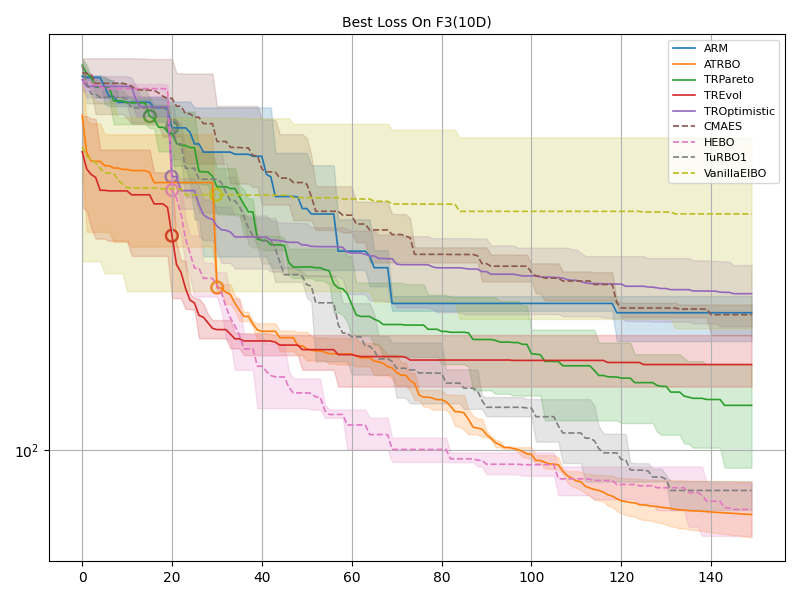 Best Loss On F3(10D)
ARM
ATRBO
TRPareto
TREvol
TROptimistic
CMAES
HEBO
TuRBO1
VanillaEIBO
10²
0 20 40 60 80 100 120 140